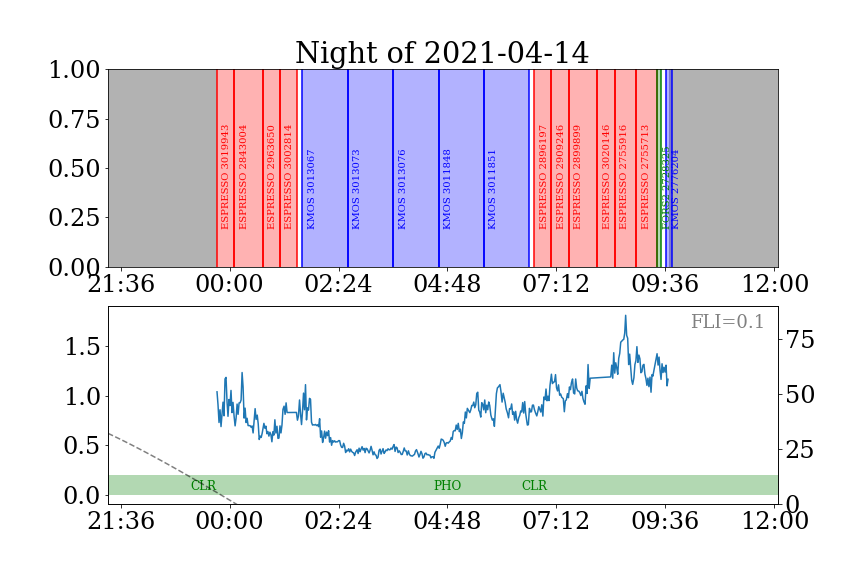 Night of 2021-04-14
1.00
0.75
0.50
0.25
0.00
ESPRESSO 3019943
ESPRESSO 2843004
ESPRESSO 2963650
ESPRESSO 3002814
KMOS 3013067
KMOS 3013073
KMOS 3013076
KMOS 3011848
KMOS 3011851
ESPRESSO 2896197
ESPRESSO 2909246
ESPRESSO 2899899
ESPRESSO 3020146
ESPRESSO 2755916
ESPRESSO 2755713
FORS2
KMOS 2776204
21:36
00:00
02:24
04:48
07:12
09:36
12:00
FLI=0.1
1.5
1.0
0.5
0.0
75
50
25
0
CLR
PHO
CLR
21:36
00:00
02:24
04:48
07:12
09:36
12:00